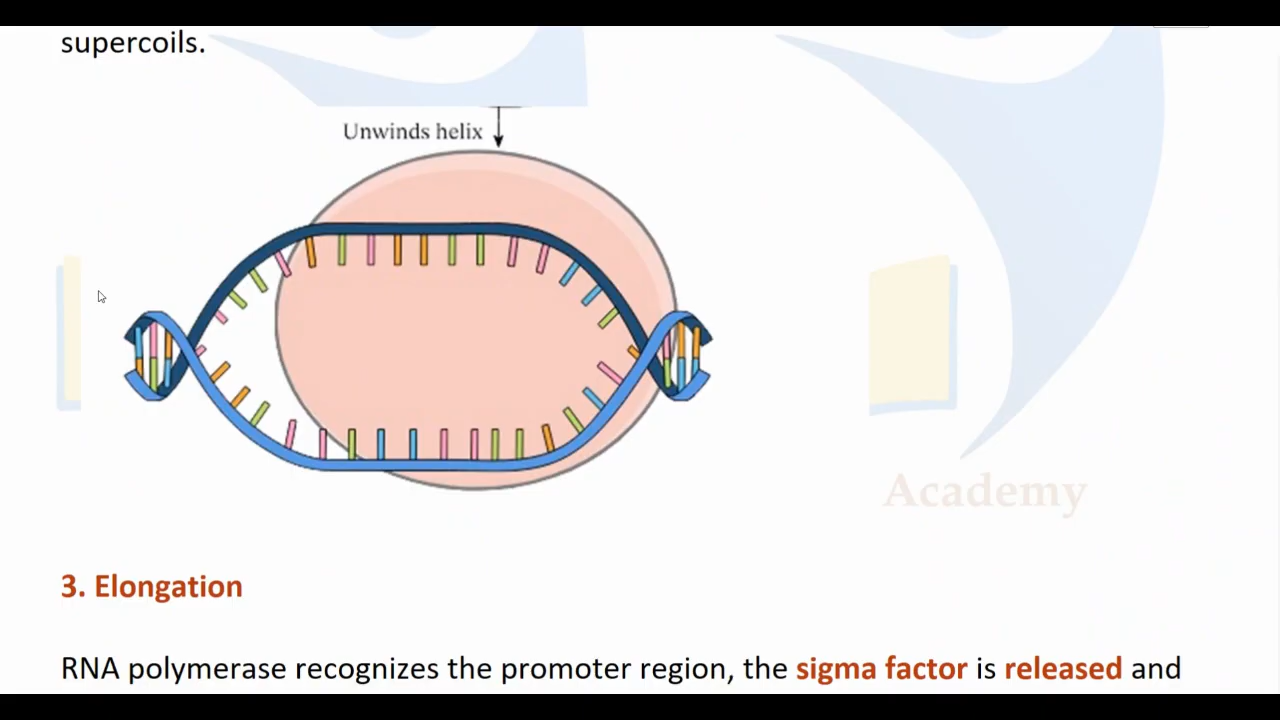 supercoils.
Unwinds helix
Academy
3. Elongation
RNA polymerase recognizes the promoter region, the sigma factor is released and